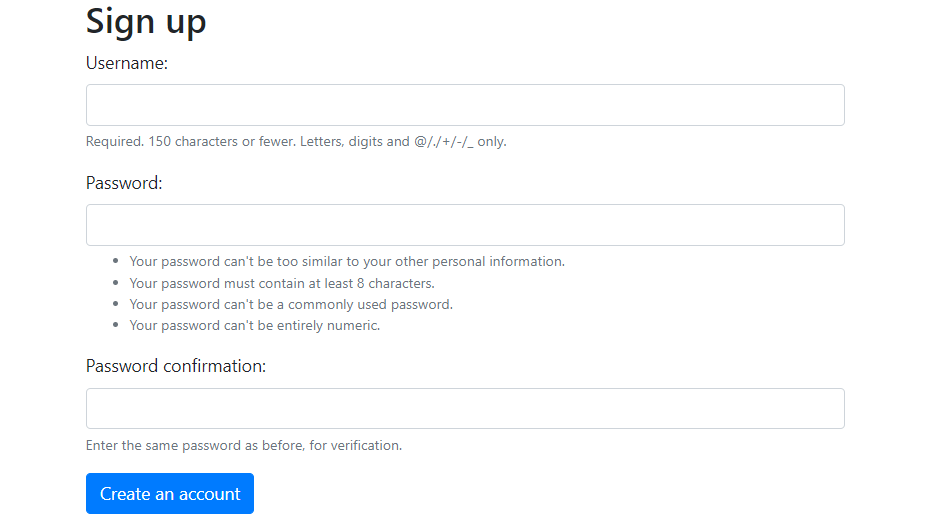 Sign up
Username:
Required. 150 characters or fewer. Letters, digits and @/./+/-/_ only.
Password:
• Your password can't be too similar to your other personal information.
• Your password must contain at least 8 characters.
• Your password can't be a commonly used password.
• Your password can't be entirely numeric.
Password confirmation:
Enter the same password as before, for verification.
Create an account